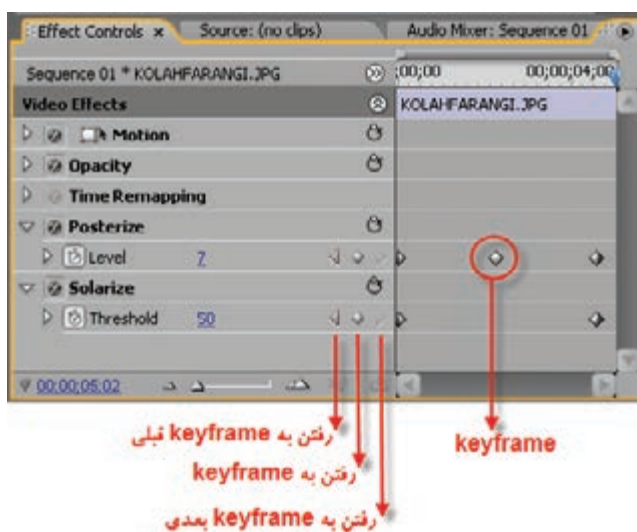 Effect Controls × Source: (no clips) Audio Mixer: Sequence 01
Sequence 01 * KOLAHFARANGI.JPG ;00;00 00;00;04;00
Video Effects KOLAHFARANGI.JPG
Motion
Opacity
Time Remapping
Posterize
Level 7
Solarize
Threshold 50
00;00;05;02
رفتن به keyframe قبلی
keyframe
رفتن به keyframe
رفتن به keyframe بعدی